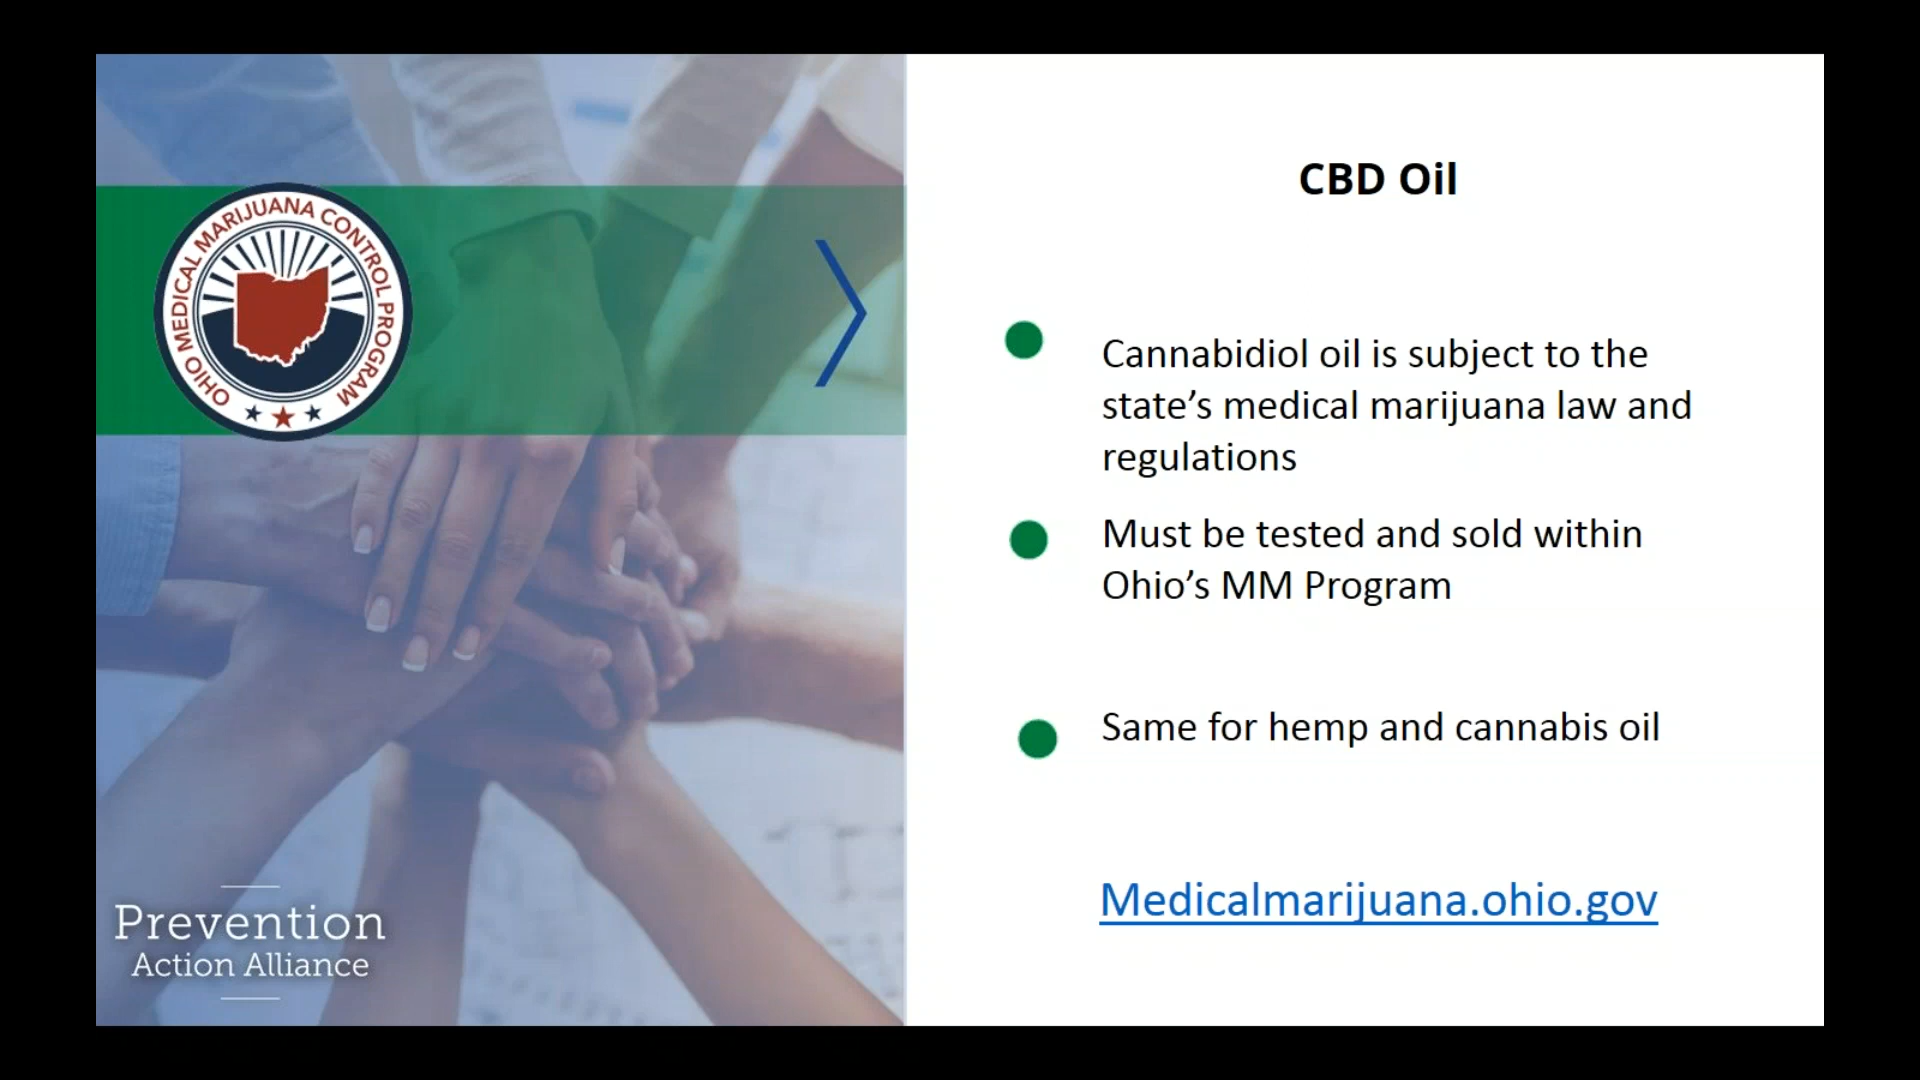 OHIO MEDICAL MARIJUANA CONTROL PROGRAM
Prevention
Action Alliance
CBD Oil
Cannabidiol oil is subject to the
state’s medical marijuana law and
regulations
Must be tested and sold within
Ohio’s MM Program
Same for hemp and cannabis oil
Medicalmarijuana.ohio.gov